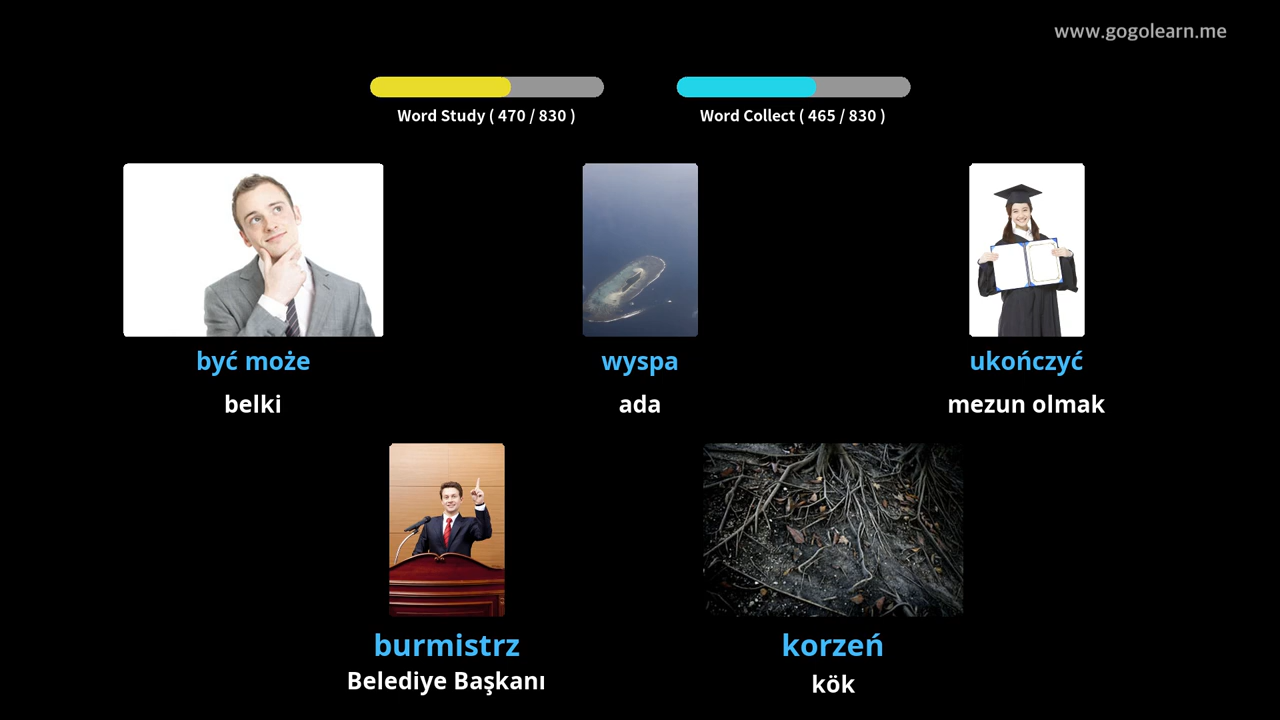 www.gogolearn.me
Word Study ( 470 / 830 )
Word Collect ( 465 / 830 )
być może
belki
wyspa
ada
ukończyć
mezun olmak
burmistrz
Belediye Başkanı
korzeń
kök